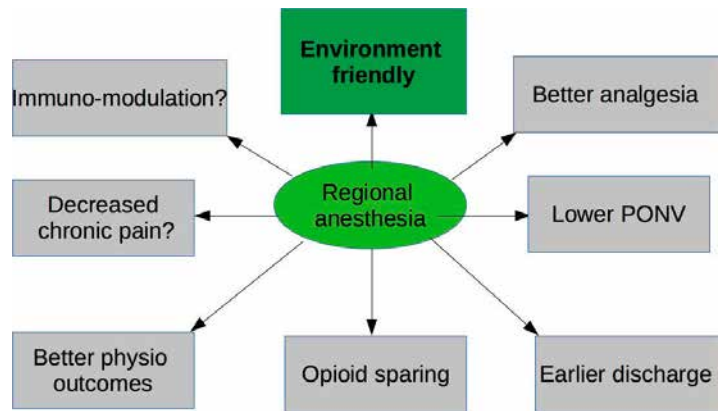 Environment
friendly
Immuno-modulation?
Better analgesia
Regional
anesthesia
Decreased
chronic pain?
Lower PONV
Better physio
outcomes
Opioid sparing
Earlier discharge